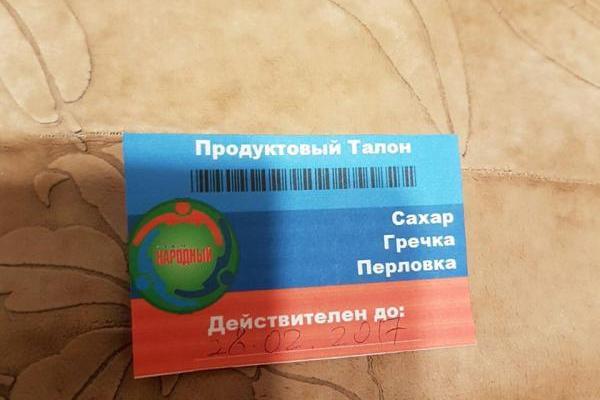 Продуктовый Талон
Сахар
Гречка
Перловка
НАРОДНЫЙ
Действителен до:
28.02.2017